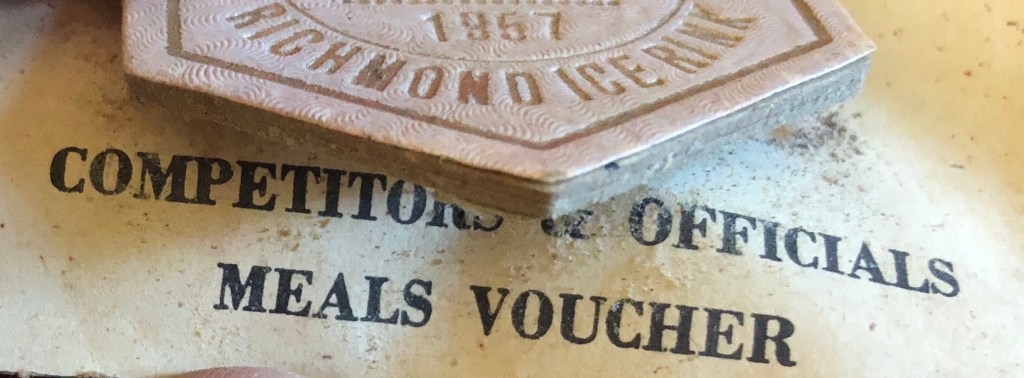 1957
RICHMOND ICE RINK
COMPETITORS & OFFICIALS
MEALS VOUCHER